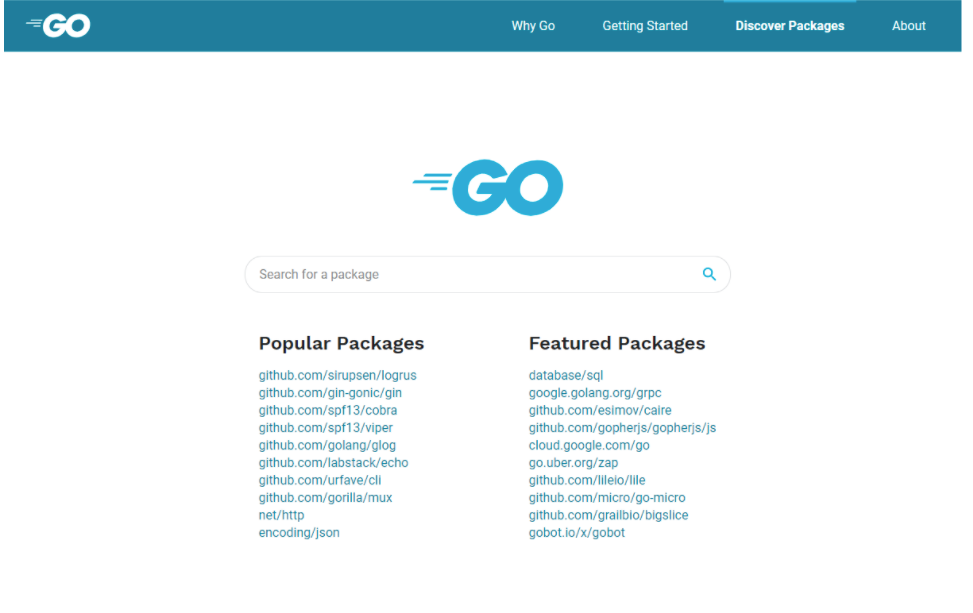 GO
Why Go
Getting Started
Discover Packages
About
GO
Search for a package
Popular Packages
github.com/sirupsen/logrus
github.com/gin-gonic/gin
github.com/spf13/cobra
github.com/spf13/viper
github.com/golang/glog
github.com/labstack/echo
github.com/urfave/cli
github.com/gorilla/mux
net/http
encoding/json
Featured Packages
database/sql
google.golang.org/grpc
github.com/esimov/caire
github.com/gopherjs/gopherjs/js
cloud.google.com/go
go.uber.org/zap
github.com/lileio/lile
github.com/micro/go-micro
github.com/grailbio/bigslice
gobot.io/x/gobot